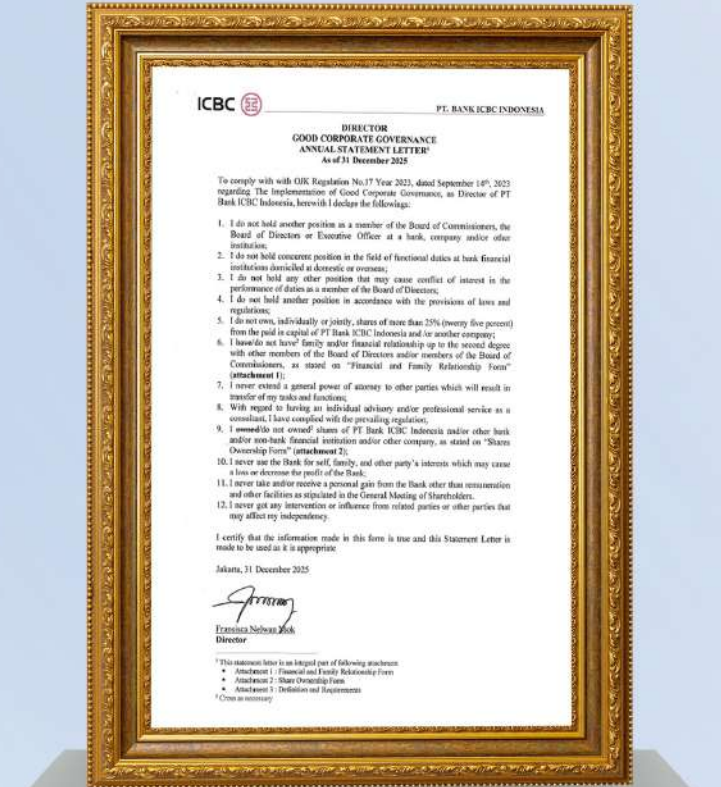 ICBC
PT. BANK ICBC INDONESIA
DIRECTOR
GOOD CORPORATE GOVERNANCE
ANNUAL STATEMENT LETTER¹
As of 31 December 2025
To comply with with OJK Regulation No.17 Year 2023, dated September 14th, 2023
regarding The Implementation of Good Corporate Governance, as Director of PT
Bank ICBC Indonesia, herewith I declare the followings:
1. I do not hold another position as a member of the Board of Commissioners, the
Board of Directors or Executive Officer at a bank, company and/or other
institution;
2. I do not hold concurrent position in the field of functional duties at bank financial
institutions domiciled at domestic or overseas;
3. I do not hold any other position that may cause conflict of interest in the
performance of duties as a member of the Board of Directors;
4. I do not hold another position in accordance with the provisions of laws and
regulations;
5. I do not own, individually or jointly, shares of more than 25% (twenty five percent)
from the paid in capital of PT Bank ICBC Indonesia and/or another company;
6. I have/do not have² family and/or financial relationship up to the second degree
with other members of the Board of Directors and/or members of the Board of
Commissioners, as stated on "Financial and Family Relationship Form"
(attachment 1);
7. I never extend a general power of attorney to other parties which will result in
transfer of my tasks and functions;
8. With regard to having an individual advisory and/or professional service as a
consultant, I have complied with the prevailing regulation,
9. I owned/do not owned² shares of PT Bank ICBC Indonesia and/or other bank
and/or non-bank financial institution and/or other company, as stated on "Shares
Ownership Form" (attachment 2);
10. I never use the Bank for self, family, and other party's interests which may cause
a loss or decrease the profit of the Bank;
11. I never take and/or receive a personal gain from the Bank other than remuneration
and other facilities as stipulated in the General Meeting of Shareholders.
12. I never got any intervention or influence from related parties or other parties that
may affect my independency.
I certify that the information made in this form is true and this Statement Letter is
made to be used as it is appropriate
Jakarta, 31 December 2025
Fransisca Nelwan Mok
Director
¹ This statement letter is an integral part of following attachment
• Attachment 1 : Financial and Family Relationship Form
• Attachment 2 : Share Ownership Form
• Attachment 3 : Definition and Requirements
² Cross as necessary